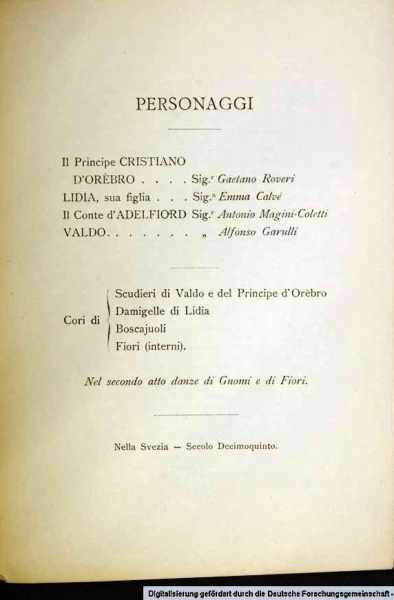 PERSONAGGI
Il Principe CRISTIANO
D'ORÈBRO . . . . Sig.r Gaetano Roveri
LIDIA, sua figlia . . . Sig.a Emma Calvé
Il Conte d'ADELFIORD Sig.r Antonio Magini-Coletti
VALDO. . . . . . . „ Alfonso Garulli
Cori di
Scudieri di Valdo e del Principe d'Orèbro
Damigelle di Lidia
Boscajuoli
Fiori (interni).
Nel secondo atto danze di Gnomi e di Fiori.
Nella Svezia — Secolo Decimoquinto.
Digitalisierung gefördert durch die Deutsche Forschungsgemeinschaft -